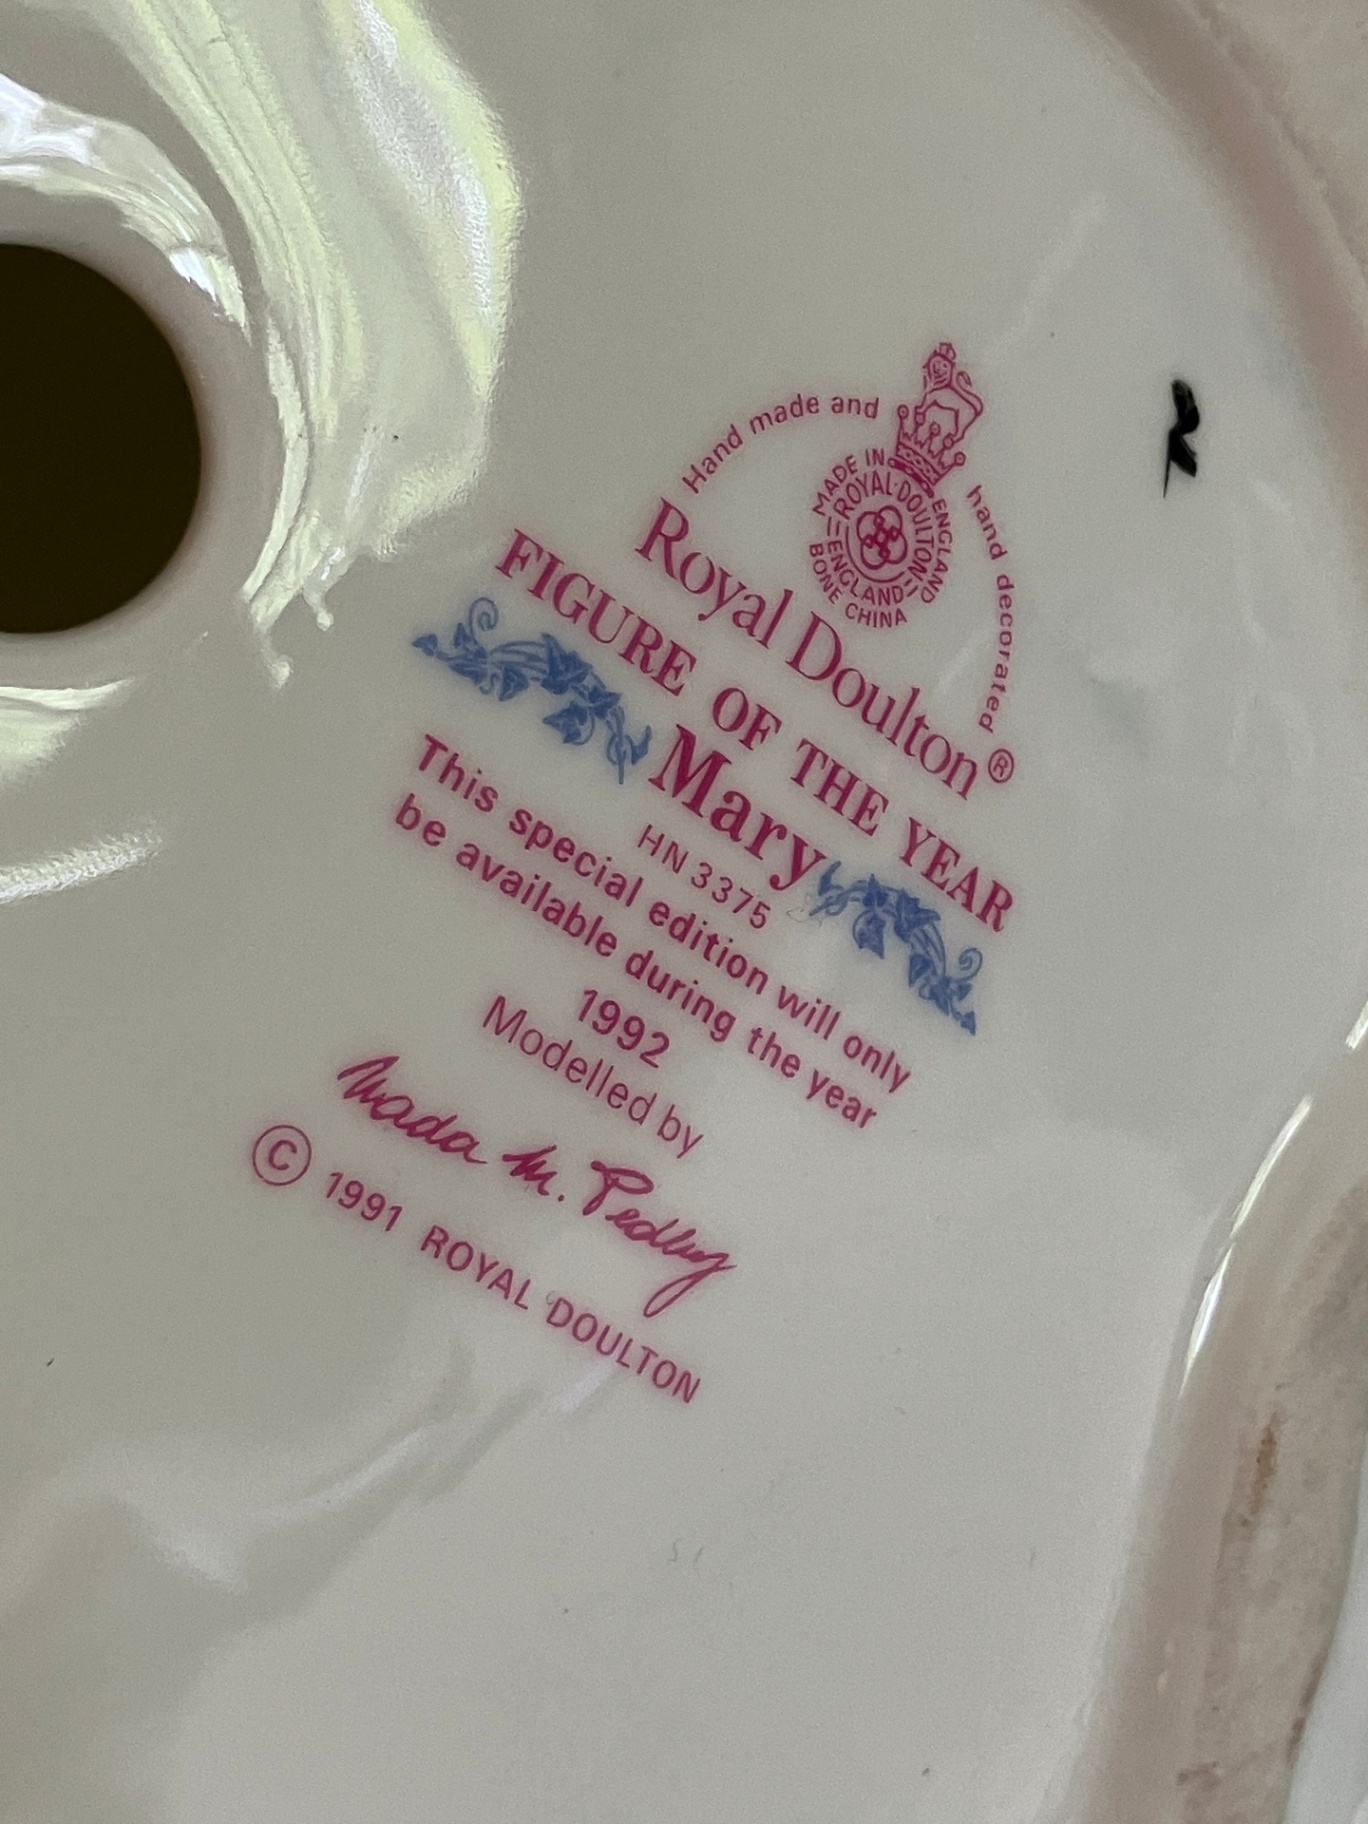 Hand made and hand decorated
MADE IN ENGLAND
ROYAL·DOULTON
ENGLAND
BONE CHINA
Royal Doulton®
FIGURE OF THE YEAR
Mary
HN 3375
This special edition will only
be available during the year
1992
Modelled by
Nada M. Pedley
© 1991 ROYAL DOULTON